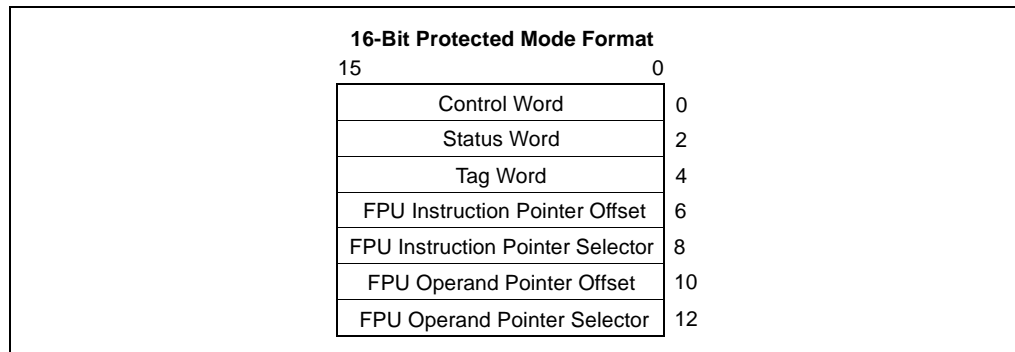 16-Bit Protected Mode Format
15 0
Control Word 0
Status Word 2
Tag Word 4
FPU Instruction Pointer Offset 6
FPU Instruction Pointer Selector 8
FPU Operand Pointer Offset 10
FPU Operand Pointer Selector 12